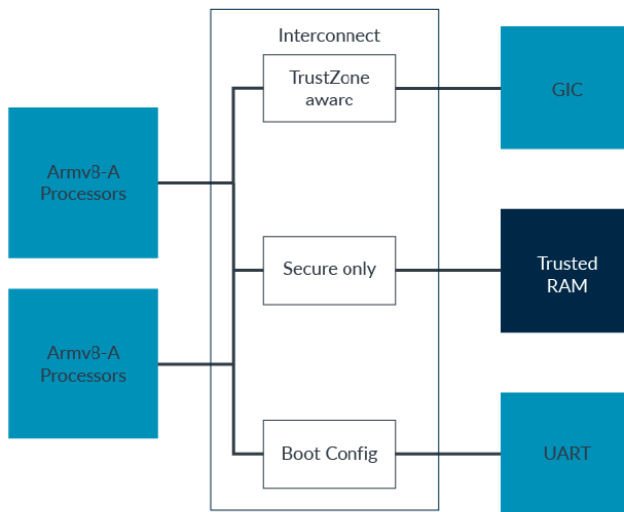 Interconnect
TrustZone
aware
GIC
Armv8-A
Processors
Secure only
Trusted
RAM
Armv8-A
Processors
Boot Config
UART